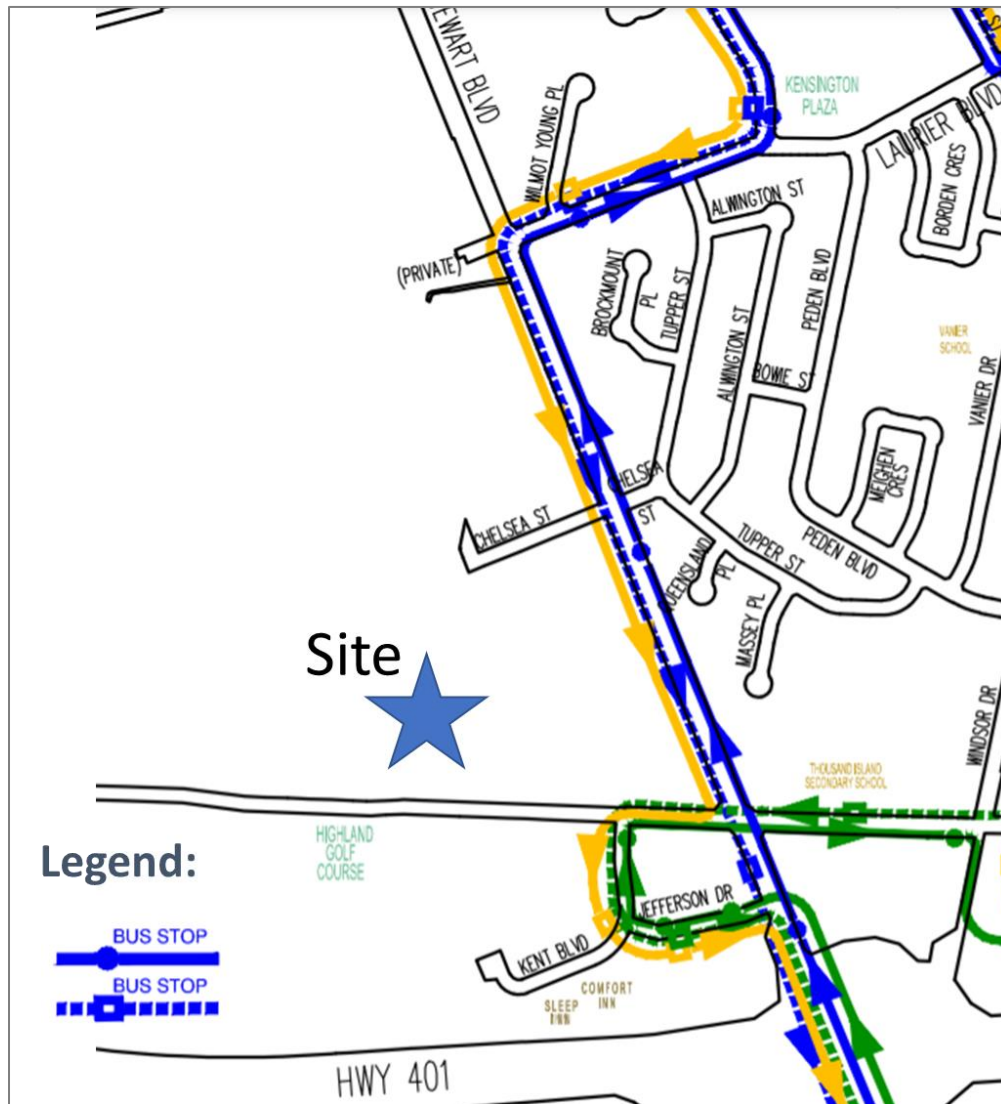 EWART BLVD
WILMOT YOUNG PL
KENSINGTON
PLAZA
LAURIER BLVD
BORDEN CRES
(PRIVATE)
ALWINGTON ST
BROCKMOUNT
PL
TUPPER ST
PEDEN BLVD
ALWINGTON ST
BOWIE ST
VANIER
SCHOOL
VANIER DR
MEIGHEN
CRES
CHELSEA ST
CHELSEA
ST
TUPPER ST
PEDEN BLVD
QUEENSLAND
PL
MASSEY PL
Site
WINDSOR DR
THOUSAND ISLAND
SECONDARY SCHOOL
HIGHLAND
GOLF
COURSE
Legend:
BUS STOP
BUS STOP
JEFFERSON DR
KENT BLVD
COMFORT
INN
SLEEP
INN
HWY 401